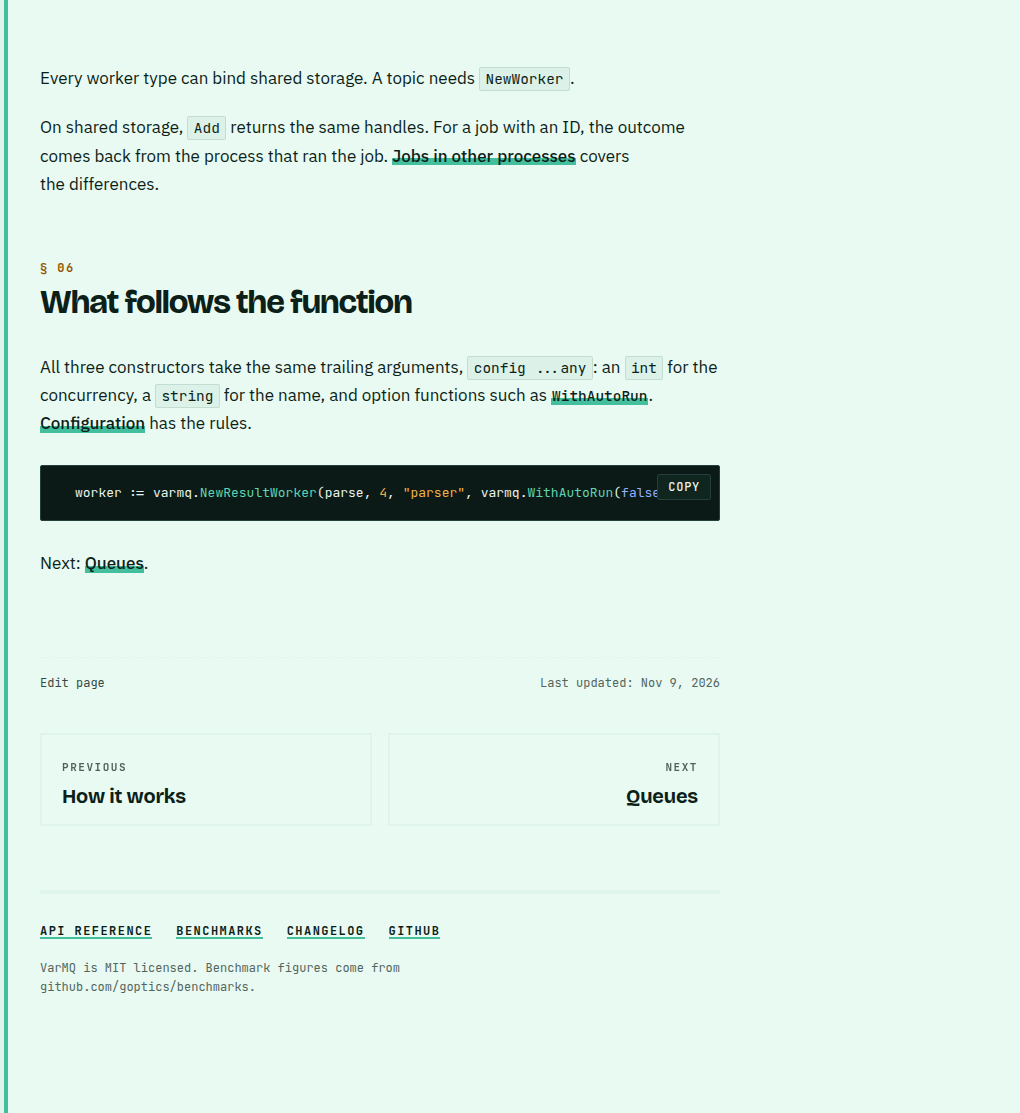 Every worker type can bind shared storage. A topic needs NewWorker.
On shared storage, Add returns the same handles. For a job with an ID, the outcome
comes back from the process that ran the job. Jobs in other processes covers
the differences.
§ 06
What follows the function
All three constructors take the same trailing arguments, config ...any: an int for the
concurrency, a string for the name, and option functions such as WithAutoRun.
Configuration has the rules.
worker := varmq.NewResultWorker(parse, 4, "parser", varmq.WithAutoRun(false
COPY
Next: Queues.
Edit page
Last updated: Nov 9, 2026
PREVIOUS
How it works
NEXT
Queues
API REFERENCE BENCHMARKS CHANGELOG GITHUB
VarMQ is MIT licensed. Benchmark figures come from
github.com/goptics/benchmarks.